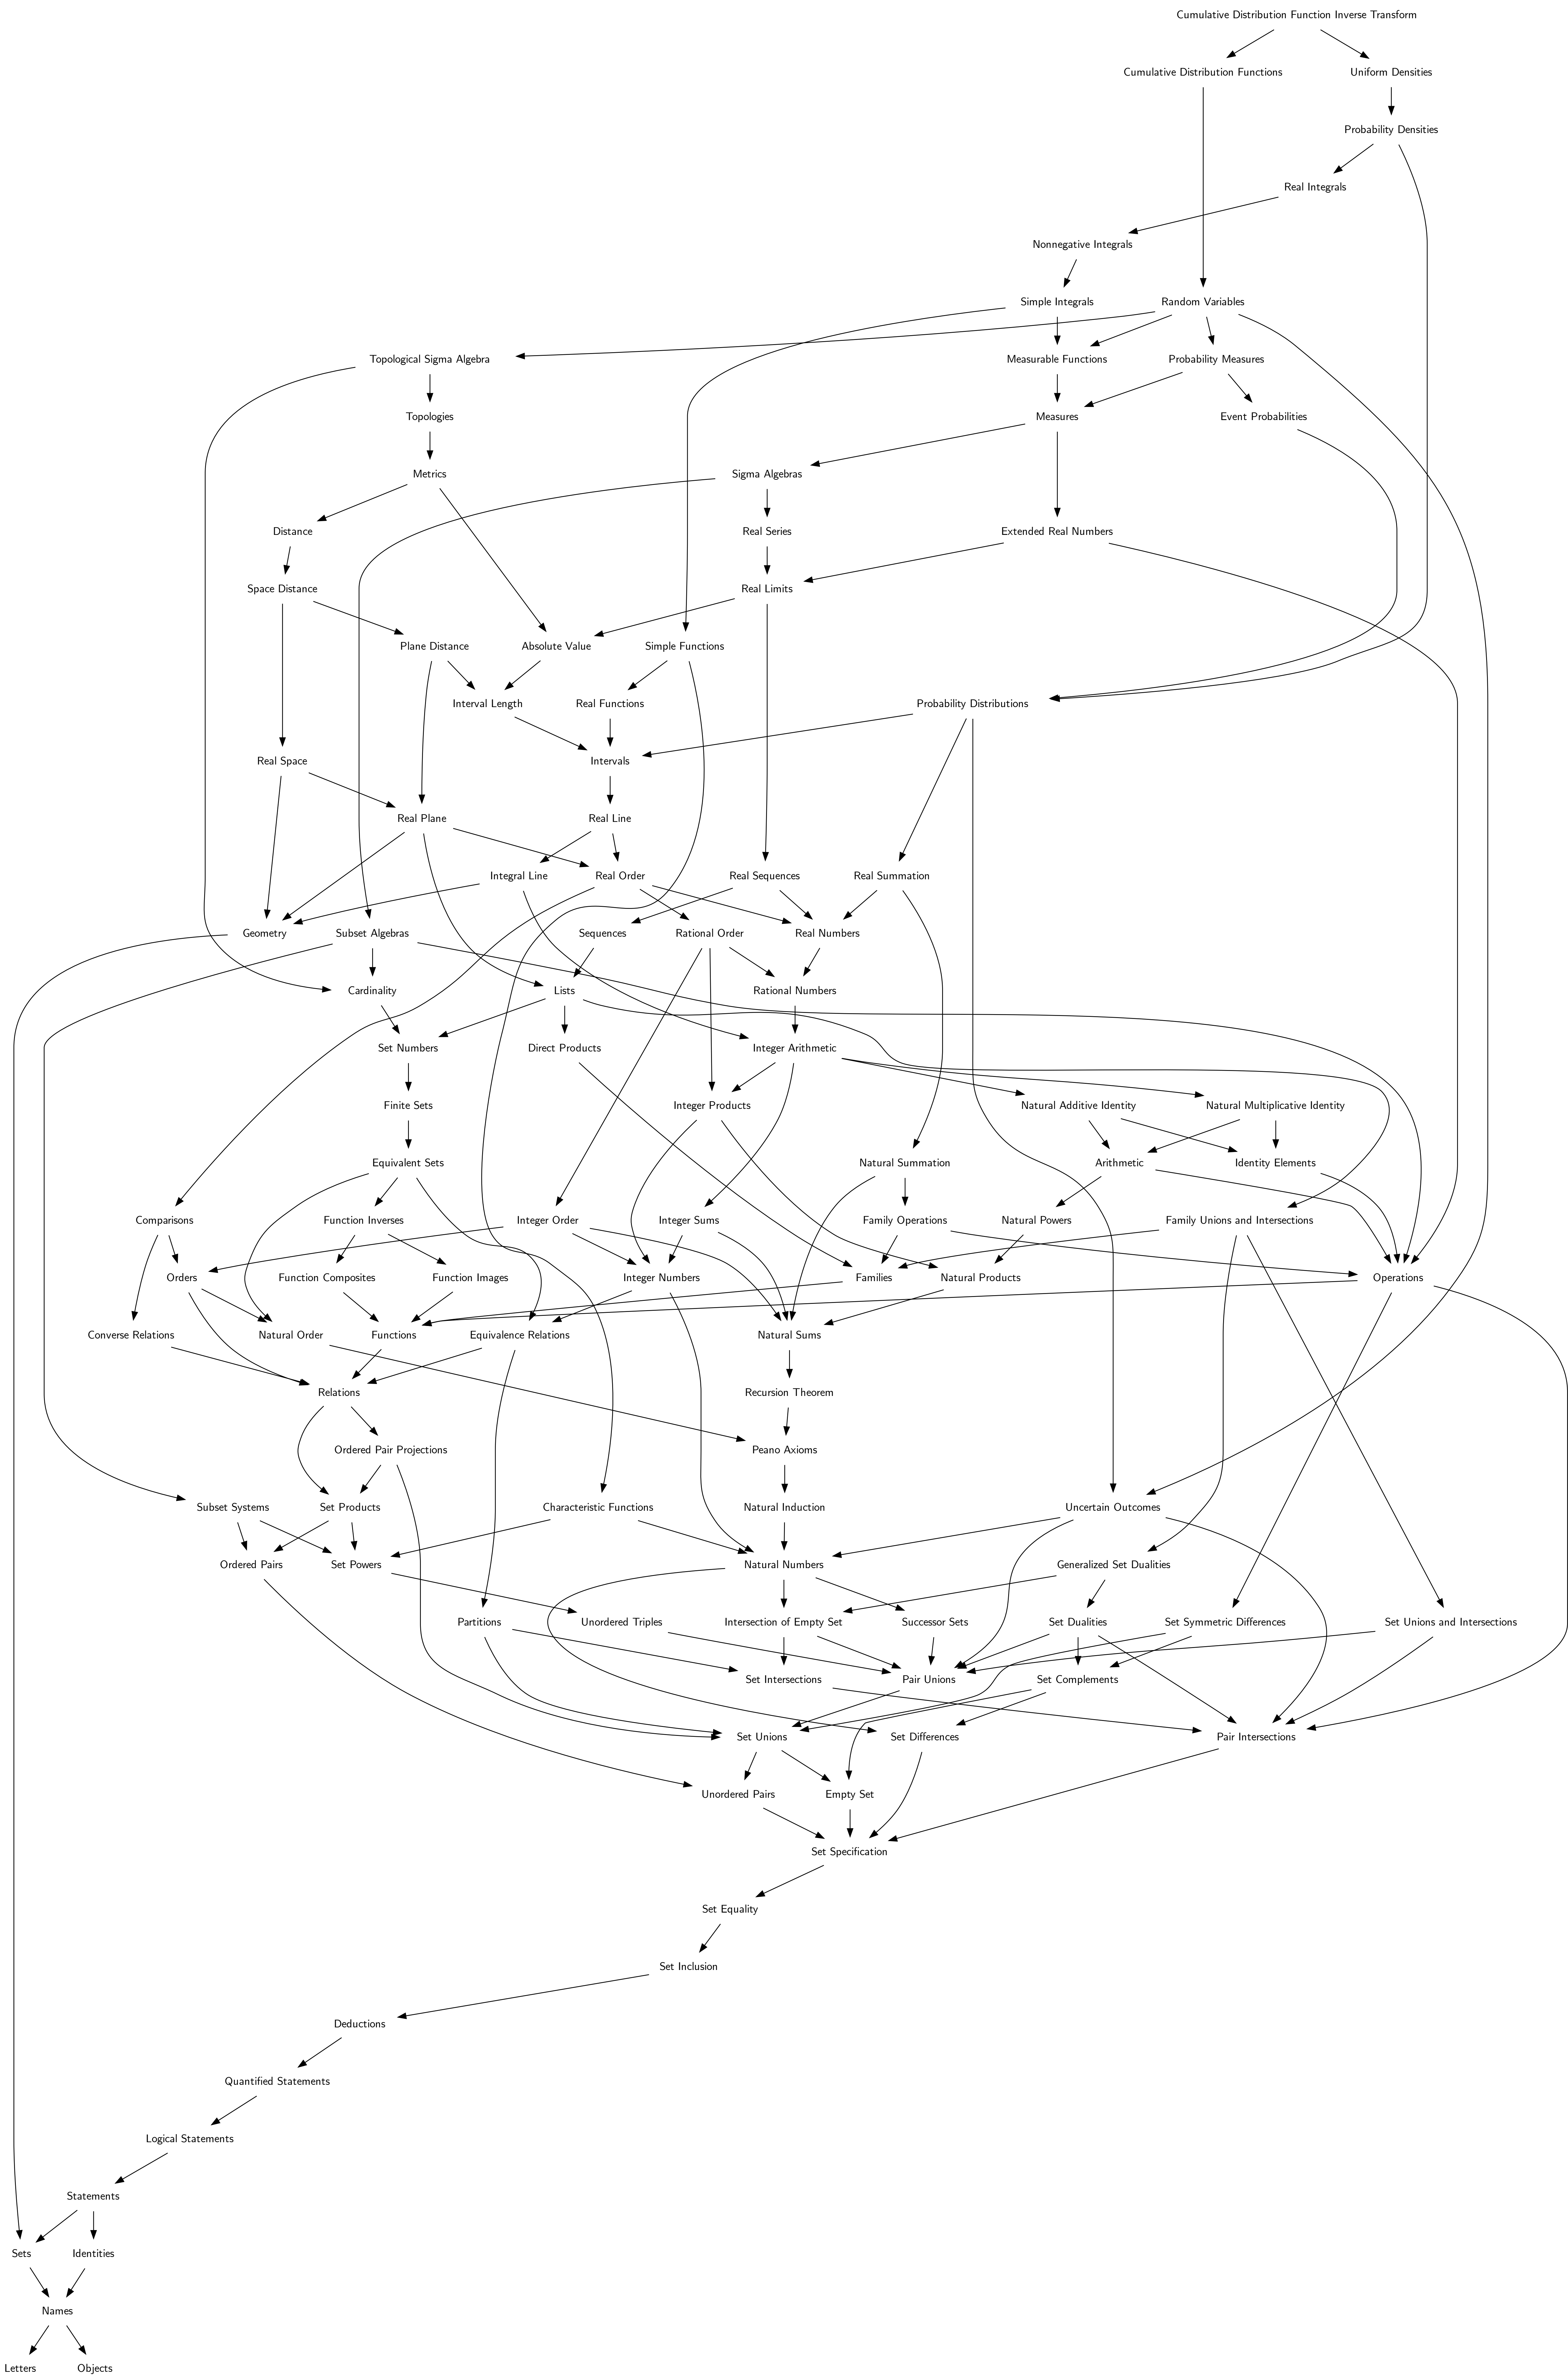 Cumulative Distribution Function Inverse Transform
Cumulative Distribution Functions
Uniform Densities
Probability Densities
Real Integrals
Nonnegative Integrals
Simple Integrals
Random Variables
Topological Sigma Algebra
Measurable Functions
Probability Measures
Topologies
Measures
Event Probabilities
Metrics
Sigma Algebras
Distance
Real Series
Extended Real Numbers
Space Distance
Real Limits
Plane Distance
Absolute Value
Simple Functions
Interval Length
Real Functions
Probability Distributions
Real Space
Intervals
Real Plane
Real Line
Integral Line
Real Order
Real Sequences
Real Summation
Geometry
Subset Algebras
Sequences
Rational Order
Real Numbers
Cardinality
Lists
Rational Numbers
Set Numbers
Direct Products
Integer Arithmetic
Finite Sets
Integer Products
Natural Additive Identity
Natural Multiplicative Identity
Equivalent Sets
Natural Summation
Arithmetic
Identity Elements
Comparisons
Function Inverses
Integer Order
Integer Sums
Family Operations
Natural Powers
Family Unions and Intersections
Orders
Function Composites
Function Images
Integer Numbers
Families
Natural Products
Operations
Converse Relations
Natural Order
Functions
Equivalence Relations
Natural Sums
Relations
Recursion Theorem
Ordered Pair Projections
Peano Axioms
Subset Systems
Set Products
Characteristic Functions
Natural Induction
Uncertain Outcomes
Ordered Pairs
Set Powers
Natural Numbers
Generalized Set Dualities
Partitions
Unordered Triples
Intersection of Empty Set
Successor Sets
Set Dualities
Set Symmetric Differences
Set Unions and Intersections
Set Intersections
Pair Unions
Set Complements
Set Unions
Set Differences
Pair Intersections
Unordered Pairs
Empty Set
Set Specification
Set Equality
Set Inclusion
Deductions
Quantified Statements
Logical Statements
Statements
Sets
Identities
Names
Letters
Objects